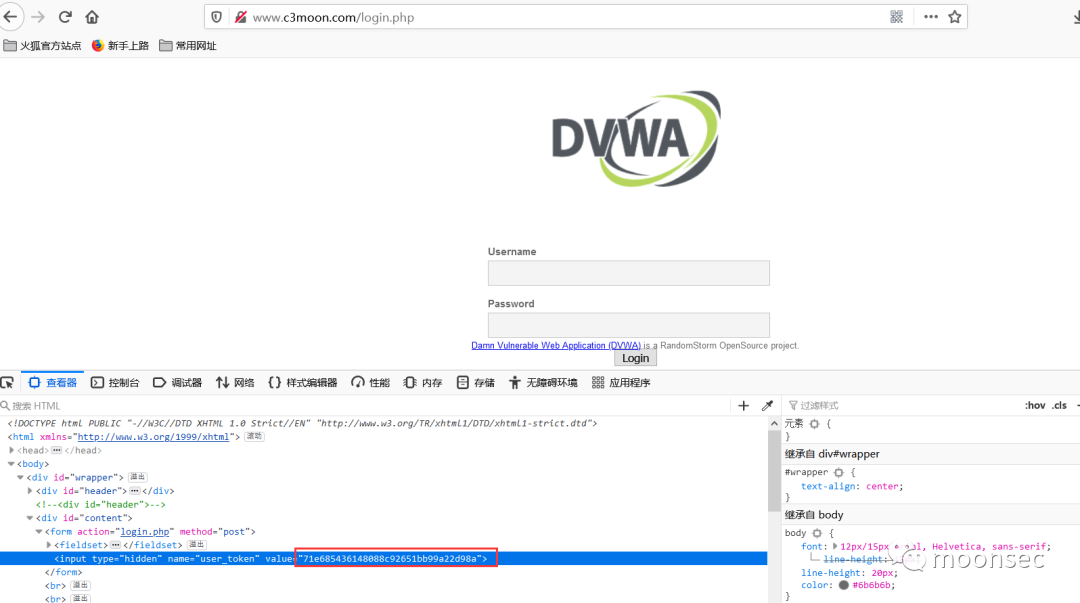 www.c3moon.com/login.php
火狐官方站点 新手上路 常用网址
DVWA
Username
Password
Damn Vulnerable Web Application (DVWA) is a RandomStorm OpenSource project.
Login
查看器 控制台 调试器 网络 样式编辑器 性能 内存 存储 无障碍环境 应用程序
搜索 HTML
<!DOCTYPE html PUBLIC "-//W3C//DTD XHTML 1.0 Strict//EN" "http://www.w3.org/TR/xhtml1/DTD/xhtml1-strict.dtd">
<html xmlns="http://www.w3.org/1999/xhtml"> 滚动
<head>⋯</head>
<body>
<div id="wrapper"> 溢出
<div id="header">⋯</div>
<!--<div id="header">-->
<div id="content">
<form action="login.php" method="post">
<fieldset>⋯</fieldset> 溢出
<input type="hidden" name="user_token" value="71e685436148088c92651bb99a22d98a">
</form>
<br> 溢出
<br> 溢出
过滤样式 :hov .cls
元素 {
}
继承自 div#wrapper
#wrapper {
text-align: center;
}
继承自 body
body {
font: 12px/15px al, Helvetica, sans-serif;
line-height:
moonsec
line-height: 20px;
color: #6b6b6b;
}